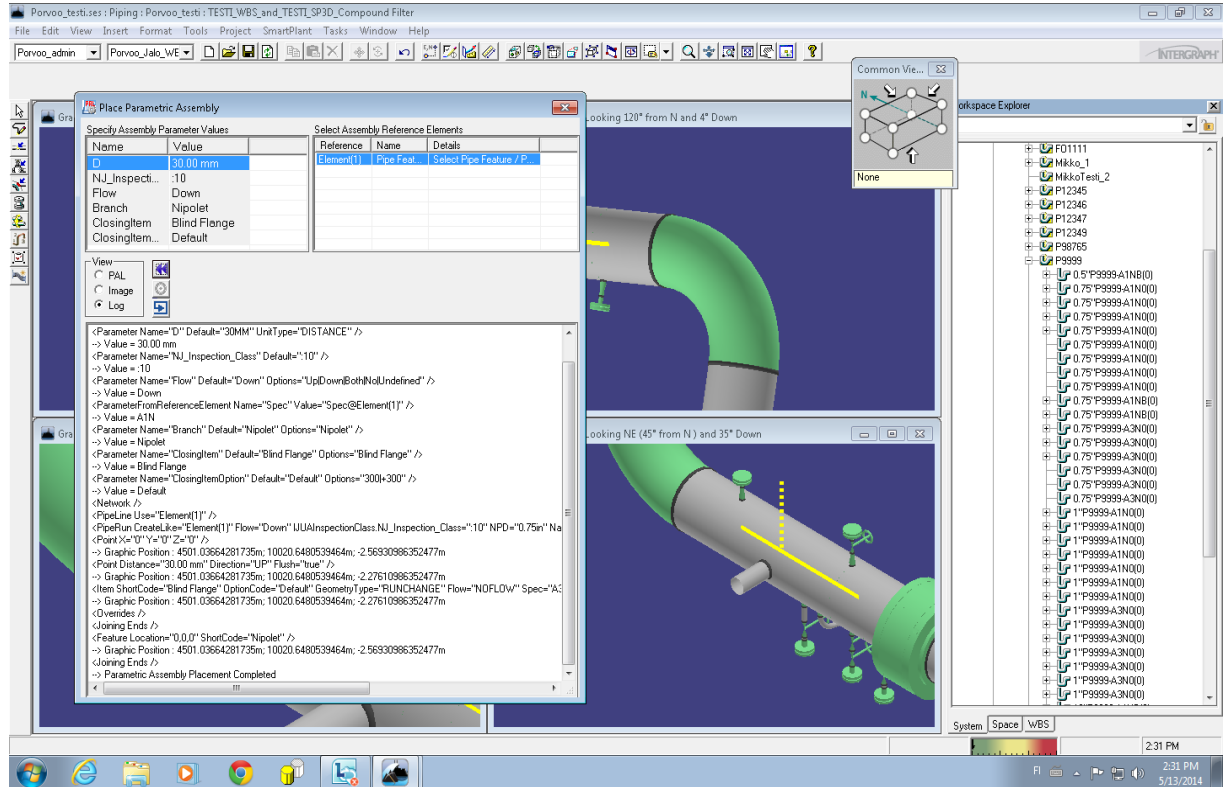 Porvoo_testi.ses : Piping : Porvoo_testi : TESTI_WBS_and_TESTI_SP3D_Compound Filter
File Edit View Insert Format Tools Project SmartPlant Tasks Window Help
Porvoo_admin Porvoo_Jalo_WE
INTERGRAPH
Common Vie...
N
None
Place Parametric Assembly
Specify Assembly Parameter Values
Select Assembly Reference Elements
Name Value
D 30.00 mm
NJ_Inspecti... :10
Flow Down
Branch Nipolet
ClosingItem Blind Flange
ClosingItem... Default
Reference Name Details
Element(1) Pipe Feat... Select Pipe Feature / P...
View
PAL
Image
Log
<Parameter Name="D" Default="30MM" UnitType="DISTANCE" />
--> Value = 30.00 mm
<Parameter Name="NJ_Inspection_Class" Default=":10" />
--> Value = :10
<Parameter Name="Flow" Default="Down" Options="Up|Down|Both|No|Undefined" />
--> Value = Down
<ParameterFromReferenceElement Name="Spec" Value="Spec@Element(1)" />
--> Value = A1N
<Parameter Name="Branch" Default="Nipolet" Options="Nipolet" />
--> Value = Nipolet
<Parameter Name="ClosingItem" Default="Blind Flange" Options="Blind Flange" />
--> Value = Blind Flange
<Parameter Name="ClosingItemOption" Default="Default" Options="300|+300" />
--> Value = Default
<Network />
<PipeLine Use="Element(1)" />
<PipeRun CreateLike="Element(1)" Flow="Down" IJUAInspectionClass.NJ_Inspection_Class=":10" NPD="0.75in" Na
<Point X="0" Y="0" Z="0" />
--> Graphic Position : 4501.03664281735m; 10020.6480539464m; -2.56930986352477m
<Point Distance="30.00 mm" Direction="UP" Flush="true" />
--> Graphic Position : 4501.03664281735m; 10020.6480539464m; -2.27610986352477m
<Item ShortCode="Blind Flange" OptionCode="Default" GeometryType="RUNCHANGE" Flow="NOFLOW" Spec="A3
--> Graphic Position : 4501.03664281735m; 10020.6480539464m; -2.27610986352477m
<Overrides />
<Joining Ends />
<Feature Location="0,0,0" ShortCode="Nipolet" />
--> Graphic Position : 4501.03664281735m; 10020.6480539464m; -2.56930986352477m
<Joining Ends />
--> Parametric Assembly Placement Completed
Gra
Looking 120° from N and 4° Down
Gra
Looking NE (45° from N ) and 35° Down
orkspace Explorer
F01111
Mikko_1
MikkoTesti_2
P12345
P12346
P12347
P12349
P98765
P9999
0.5"P9999-A1NB(0)
0.75"P9999-A1N0(0)
0.75"P9999-A1N0(0)
0.75"P9999-A1N0(0)
0.75"P9999-A1N0(0)
0.75"P9999-A1N0(0)
0.75"P9999-A1N0(0)
0.75"P9999-A1N0(0)
0.75"P9999-A1N0(0)
0.75"P9999-A1NB(0)
0.75"P9999-A1NB(0)
0.75"P9999-A3N0(0)
0.75"P9999-A3N0(0)
0.75"P9999-A3N0(0)
0.75"P9999-A3N0(0)
0.75"P9999-A3N0(0)
0.75"P9999-A3N0(0)
1"P9999-A1N0(0)
1"P9999-A1N0(0)
1"P9999-A1N0(0)
1"P9999-A1N0(0)
1"P9999-A1N0(0)
1"P9999-A1N0(0)
1"P9999-A1N0(0)
1"P9999-A3N0(0)
1"P9999-A3N0(0)
1"P9999-A3N0(0)
1"P9999-A3N0(0)
1"P9999-A3N0(0)
1"P9999-A3N0(0)
1"P9999-A3N0(0)
System Space WBS
2:31 PM
FI
2:31 PM
5/13/2014